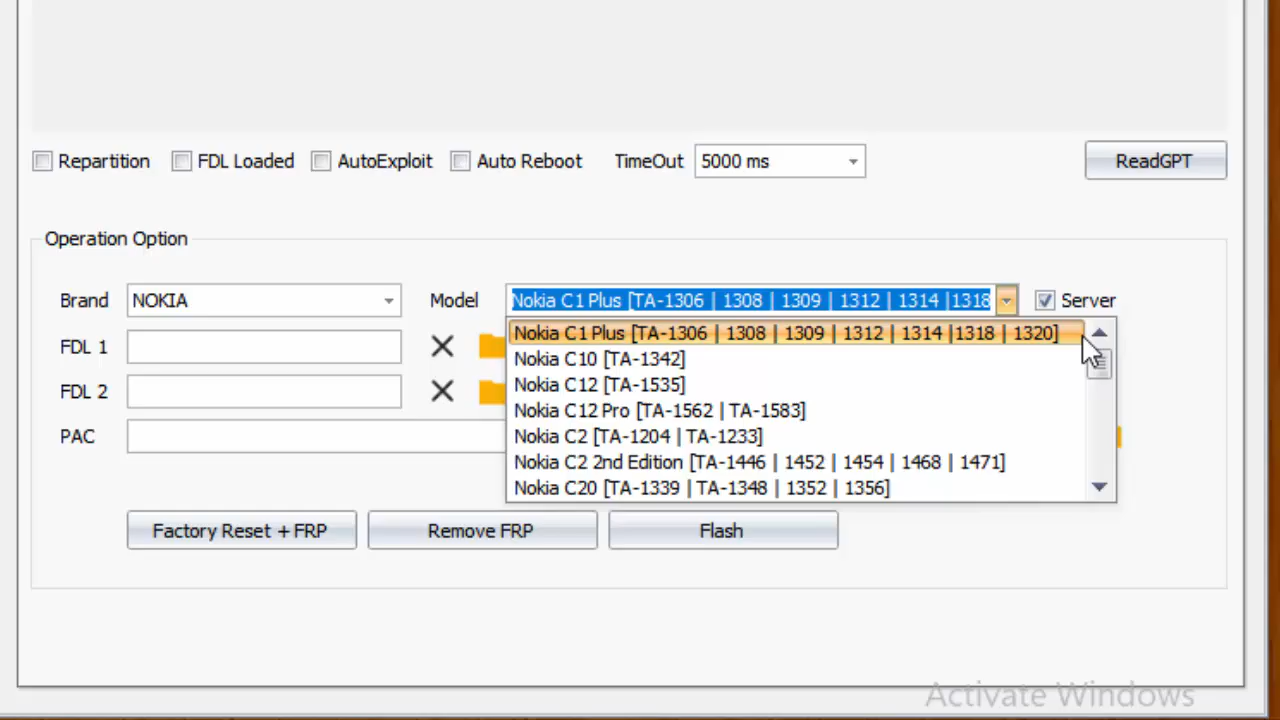 Repartition FDL Loaded AutoExploit Auto Reboot TimeOut 5000 ms ReadGPT
Operation Option
Brand NOKIA Model Nokia C1 Plus [TA-1306 | 1308 | 1309 | 1312 | 1314 |1318 Server
Nokia C1 Plus [TA-1306 | 1308 | 1309 | 1312 | 1314 |1318 | 1320]
FDL 1
Nokia C10 [TA-1342]
Nokia C12 [TA-1535]
FDL 2
Nokia C12 Pro [TA-1562 | TA-1583]
PAC
Nokia C2 [TA-1204 | TA-1233]
Nokia C2 2nd Edition [TA-1446 | 1452 | 1454 | 1468 | 1471]
Nokia C20 [TA-1339 | TA-1348 | 1352 | 1356]
Factory Reset + FRP Remove FRP Flash
Activate Windows